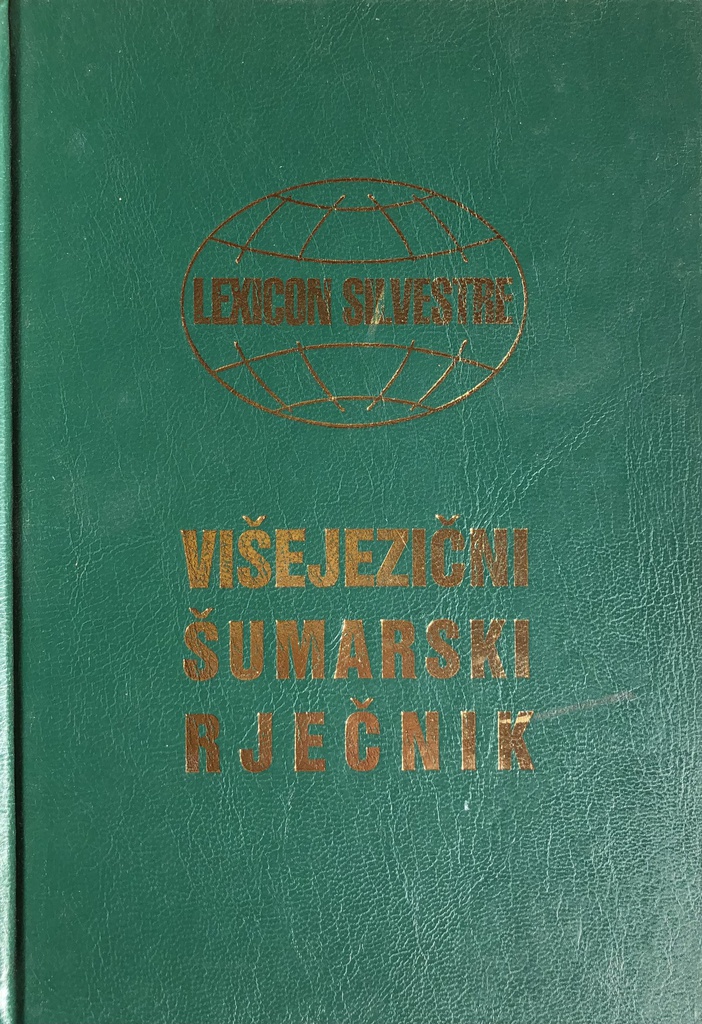 LEXICON SILVESTRE
VIŠEJEZIČNI
ŠUMARSKI
RJEČNIK